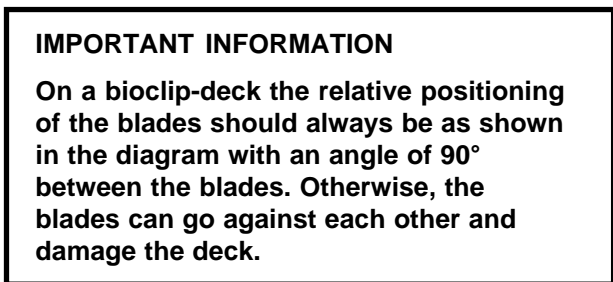 IMPORTANT INFORMATION
On a bioclip-deck the relative positioning
of the blades should always be as shown
in the diagram with an angle of 90°
between the blades. Otherwise, the
blades can go against each other and
damage the deck.